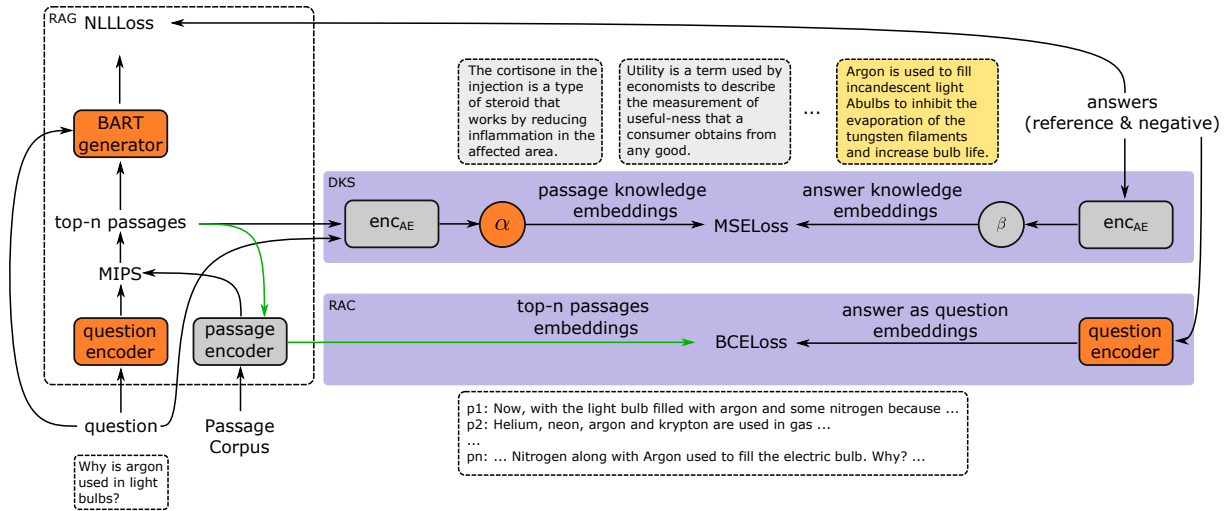 RAG NLLLoss
BART
generator
top-n passages
MIPS
question
encoder
passage
encoder
question
Passage
Corpus
Why is argon
used in light
bulbs?
The cortisone in the
injection is a type
of steroid that
works by reducing
inflammation in the
affected area.
Utility is a term used by
economists to describe
the measurement of
useful-ness that a
consumer obtains from
any good.
...
Argon is used to fill
incandescent light
Abulbs to inhibit the
evaporation of the
tungsten filaments
and increase bulb life.
answers
(reference & negative)
DKS
enc_AE
α
passage knowledge
embeddings
MSELoss
answer knowledge
embeddings
β
enc_AE
RAC
top-n passages
embeddings
BCELoss
answer as question
embeddings
question
encoder
p1: Now, with the light bulb filled with argon and some nitrogen because ...
p2: Helium, neon, argon and krypton are used in gas ...
...
pn: ... Nitrogen along with Argon used to fill the electric bulb. Why? ...